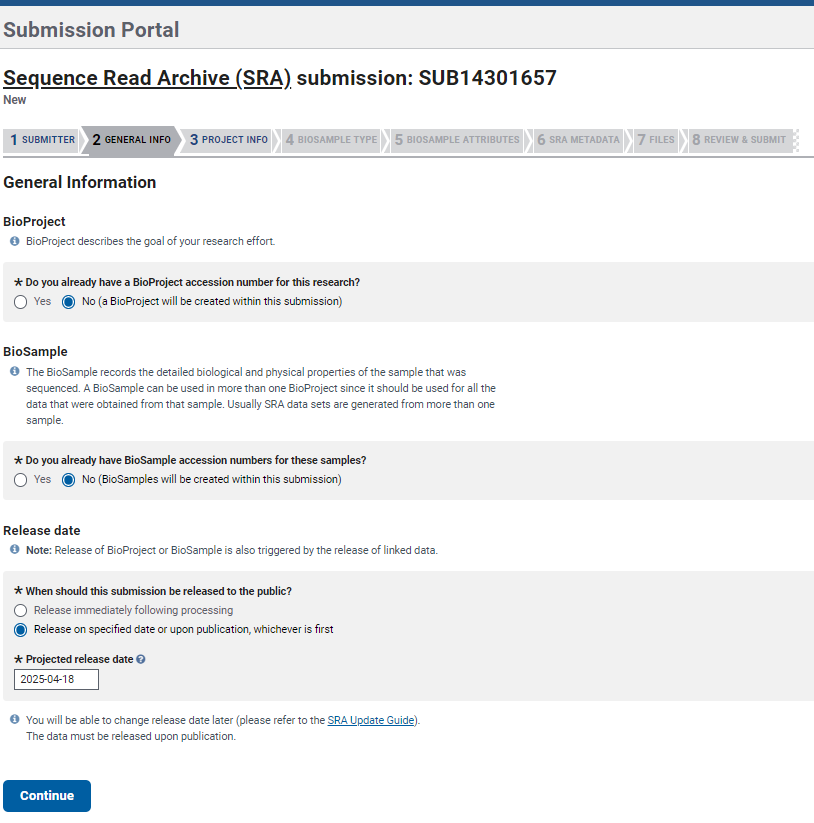 Submission Portal
Sequence Read Archive (SRA) submission: SUB14301657
New
1 SUBMITTER 2 GENERAL INFO 3 PROJECT INFO 4 BIOSAMPLE TYPE 5 BIOSAMPLE ATTRIBUTES 6 SRA METADATA 7 FILES 8 REVIEW & SUBMIT
General Information
BioProject
BioProject describes the goal of your research effort.
* Do you already have a BioProject accession number for this research?
Yes No (a BioProject will be created within this submission)
BioSample
The BioSample records the detailed biological and physical properties of the sample that was
sequenced. A BioSample can be used in more than one BioProject since it should be used for all the
data that were obtained from that sample. Usually SRA data sets are generated from more than one
sample.
* Do you already have BioSample accession numbers for these samples?
Yes No (BioSamples will be created within this submission)
Release date
Note: Release of BioProject or BioSample is also triggered by the release of linked data.
* When should this submission be released to the public?
Release immediately following processing
Release on specified date or upon publication, whichever is first
* Projected release date ?
2025-04-18
You will be able to change release date later (please refer to the SRA Update Guide).
The data must be released upon publication.
Continue